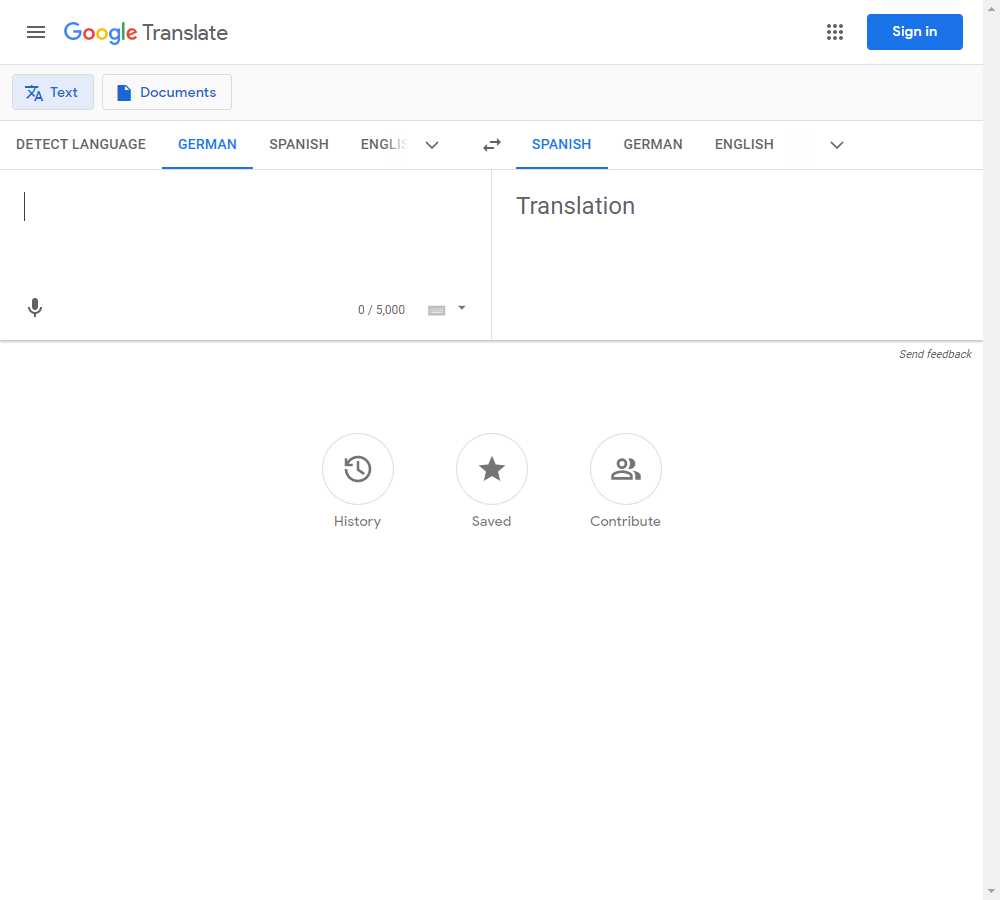 Google Translate
Sign in
Text
Documents
DETECT LANGUAGE
GERMAN
SPANISH
ENGLIS
SPANISH
GERMAN
ENGLISH
Translation
0 / 5,000
Send feedback
History
Saved
Contribute